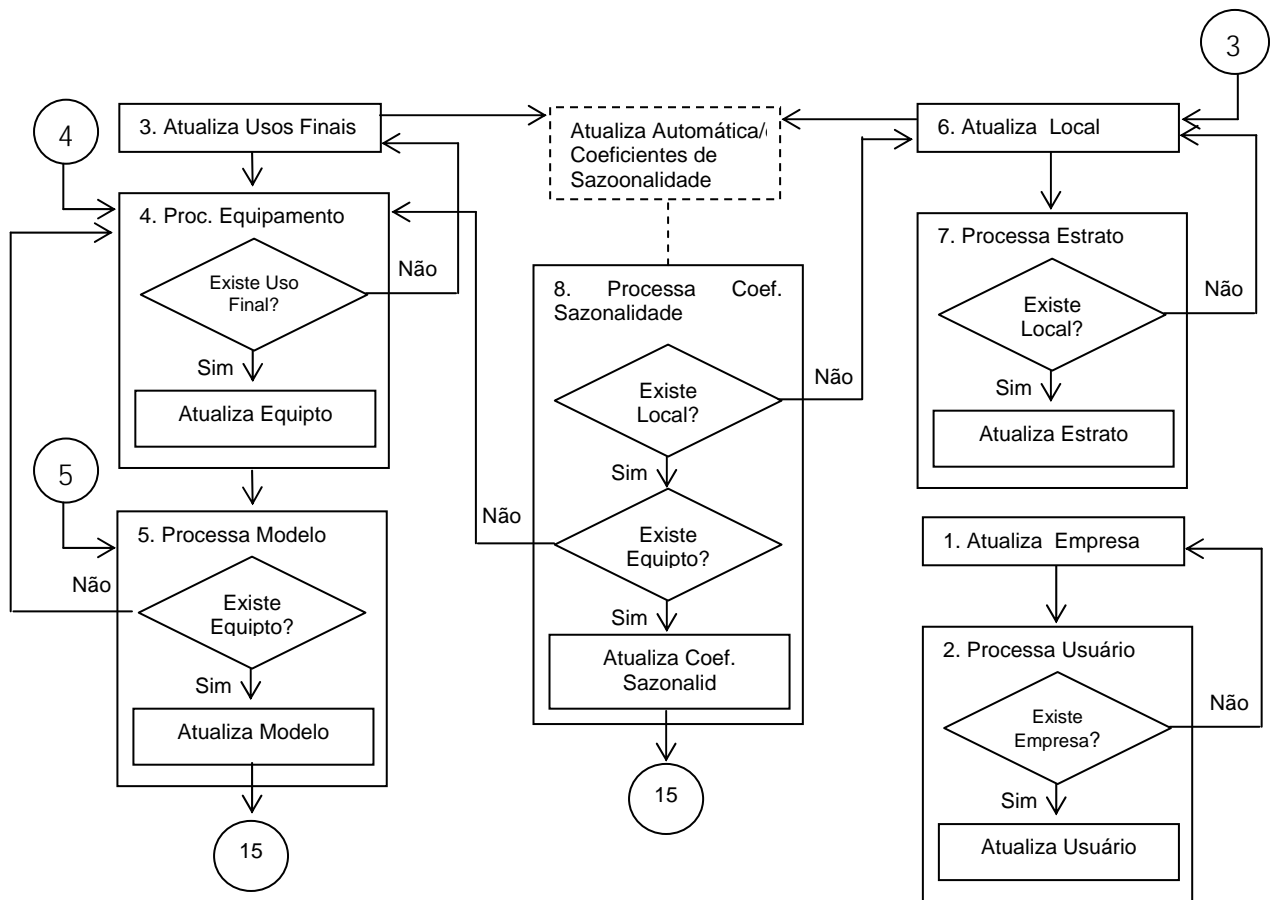 3
4
3. Atualiza Usos Finais
Atualiza Automática/
Coeficientes de
Sazoonalidade
6. Atualiza Local
4. Proc. Equipamento
Existe Uso
Final?
Não
Sim
Atualiza Equipto
7. Processa Estrato
Existe
Local?
Não
Sim
Atualiza Estrato
8. Processa Coef.
Sazonalidade
Existe
Local?
Não
Sim
Existe
Equipto?
Não
Sim
Atualiza Coef.
Sazonalid
15
5
5. Processa Modelo
Não
Existe
Equipto?
Sim
Atualiza Modelo
15
1. Atualiza Empresa
2. Processa Usuário
Existe
Empresa?
Não
Sim
Atualiza Usuário